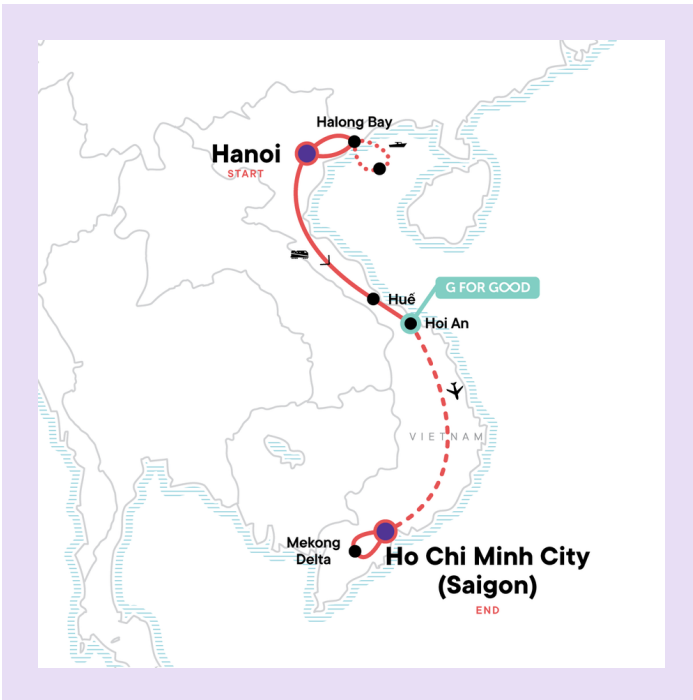 Halong Bay
Hanoi
START
Huế
G FOR GOOD
Hoi An
VIETNAM
Mekong
Delta
Ho Chi Minh City
(Saigon)
END